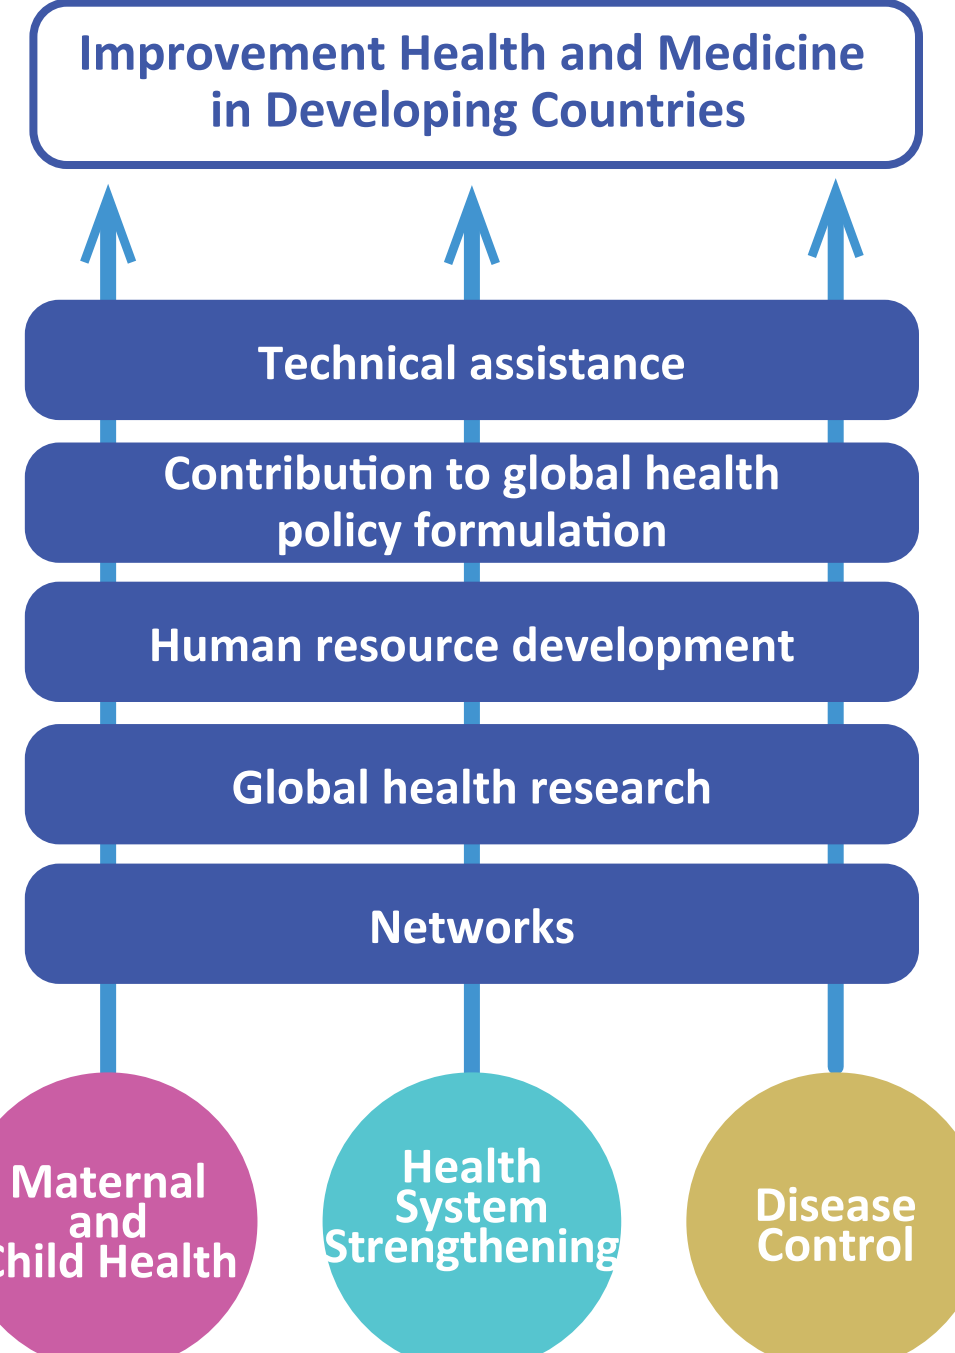 Improvement Health and Medicine
in Developing Countries
Technical assistance
Contribution to global health
policy formulation
Human resource development
Global health research
Networks
Maternal
and
Child Health
Health
System
Strengthening
Disease
Control